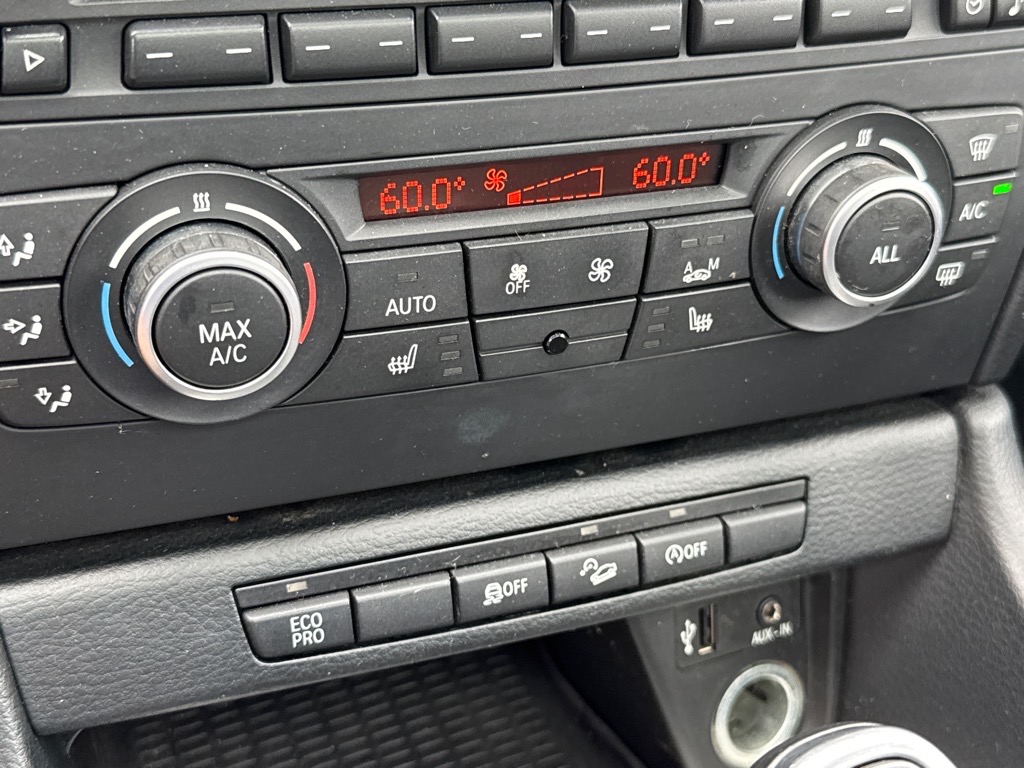 60.0°
60.0°
MAX
A/C
AUTO
OFF
A M
ALL
A/C
ECO
PRO
OFF
OFF
AUX-IN